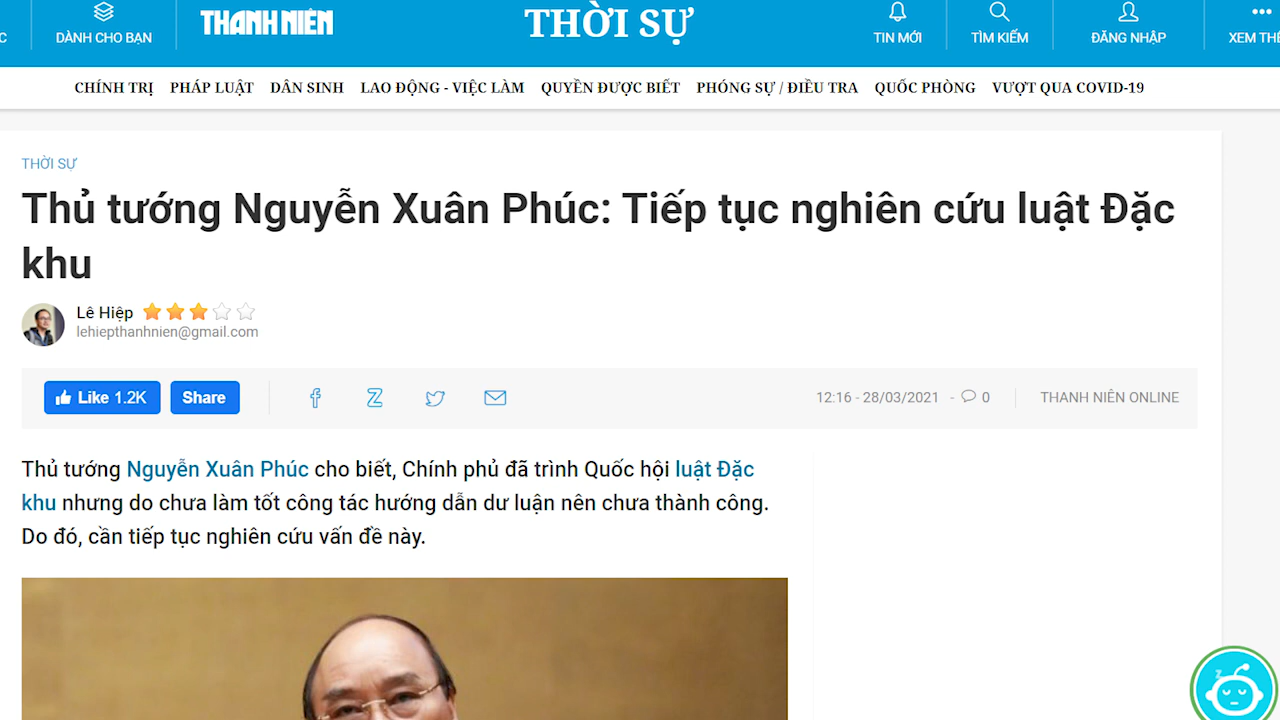 C
DÀNH CHO BẠN
THANH NIÊN
THỜI SỰ
TIN MỚI
TÌM KIẾM
ĐĂNG NHẬP
XEM THÊ
CHÍNH TRỊ PHÁP LUẬT DÂN SINH LAO ĐỘNG - VIỆC LÀM QUYỀN ĐƯỢC BIẾT PHÓNG SỰ / ĐIỀU TRA QUỐC PHÒNG VƯỢT QUA COVID-19
THỜI SỰ
Thủ tướng Nguyễn Xuân Phúc: Tiếp tục nghiên cứu luật Đặc
khu
Lê Hiệp
lehiepthanhnien@gmail.com
Like 1.2K Share
12:16 - 28/03/2021 - 0 THANH NIÊN ONLINE
Thủ tướng Nguyễn Xuân Phúc cho biết, Chính phủ đã trình Quốc hội luật Đặc
khu nhưng do chưa làm tốt công tác hướng dẫn dư luận nên chưa thành công.
Do đó, cần tiếp tục nghiên cứu vấn đề này.